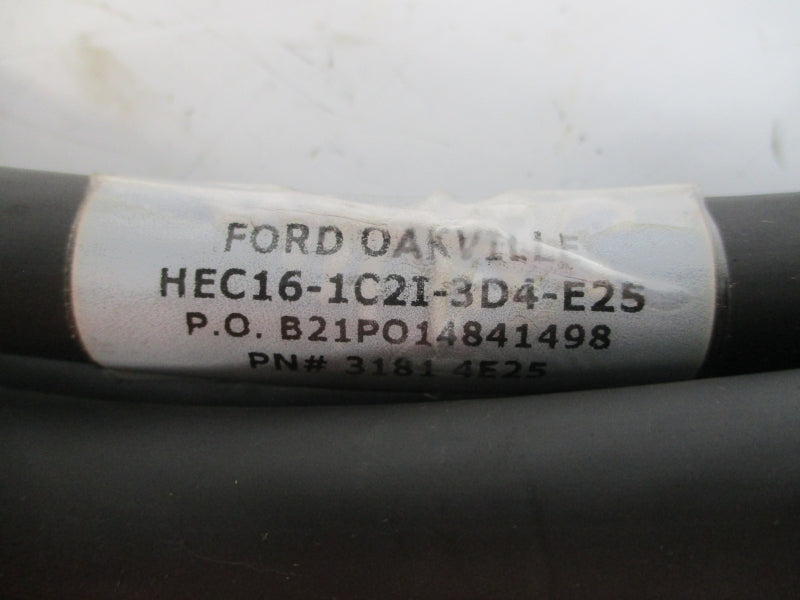 FORD OAKVILLE
HEC16-1C2I-3D4-E25
P.O. B21PO14841498
PN# 3181 4E25